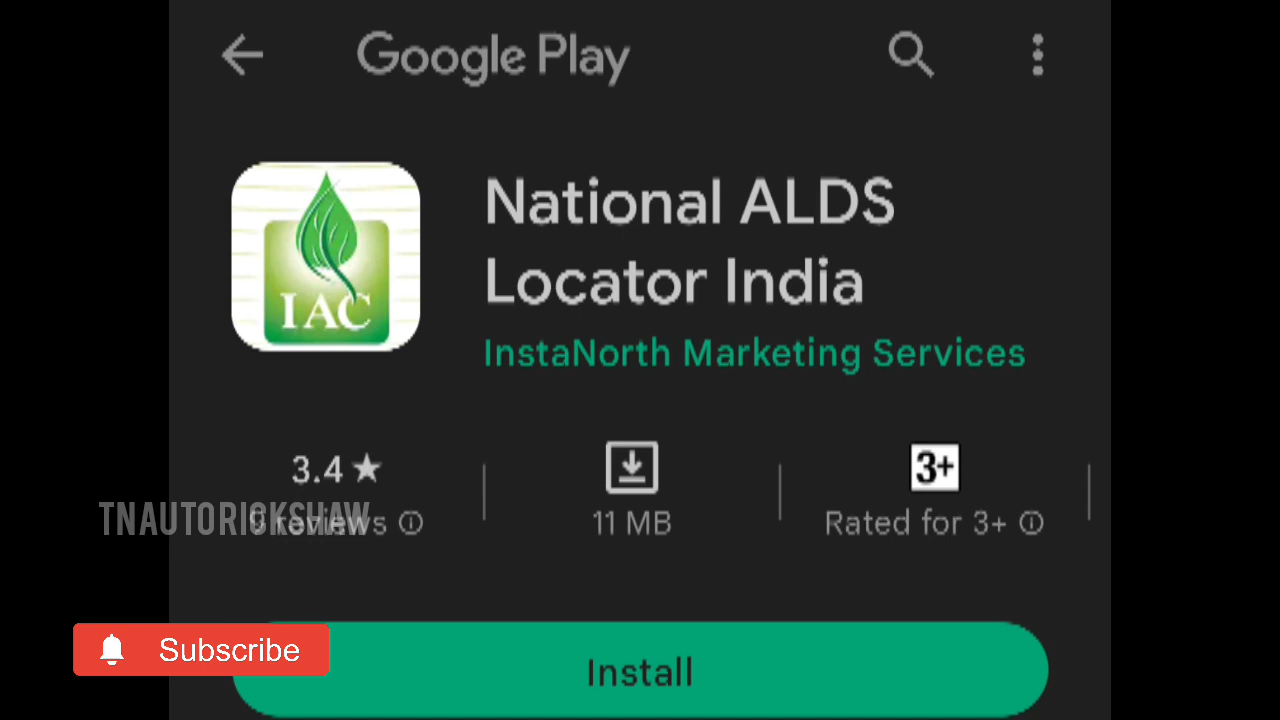 Google Play
IAC
National ALDS
Locator India
InstaNorth Marketing Services
3.4★
11 MB
3+
reviews
Rated for 3+
TNAUTORICKSHAW
Subscribe
Install